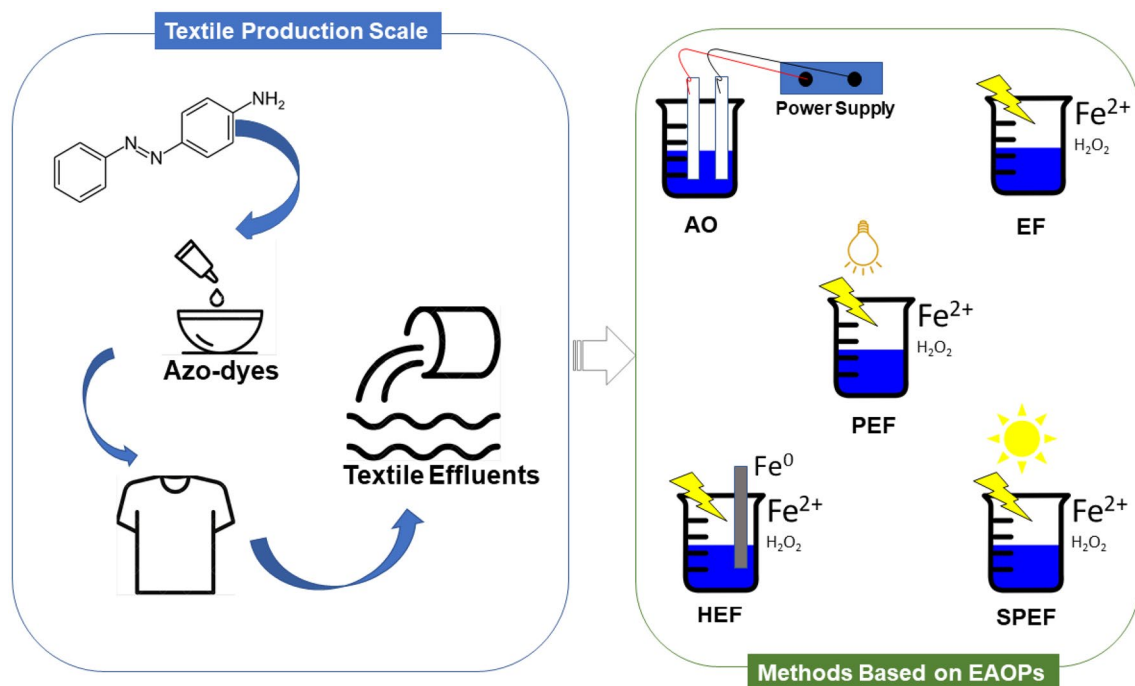 Textile Production Scale
NH₂
N
N
Azo-dyes
Textile Effluents
Power Supply
AO
Fe²⁺
H₂O₂
EF
Fe²⁺
H₂O₂
PEF
Fe⁰
Fe²⁺
H₂O₂
HEF
Fe²⁺
H₂O₂
SPEF
Methods Based on EAOPs